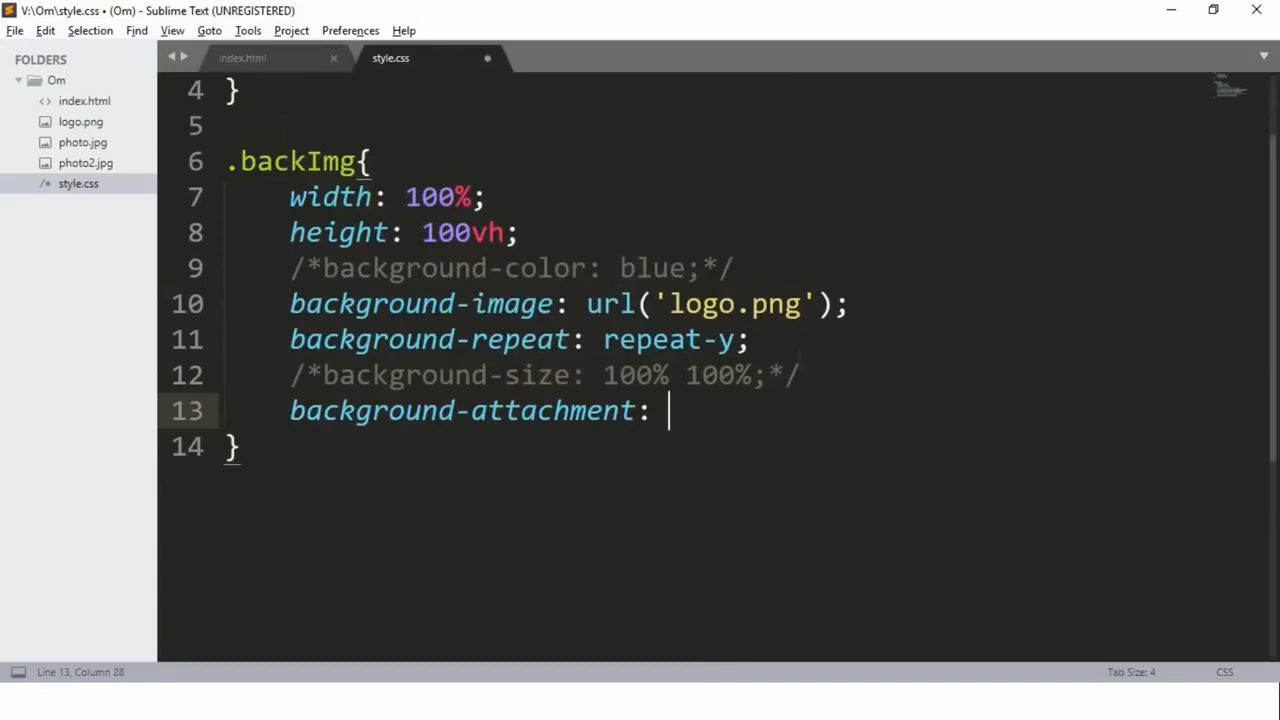 V:\Om\style.css • (Om) - Sublime Text (UNREGISTERED)
File Edit Selection Find View Goto Tools Project Preferences Help
FOLDERS
Om
index.html
logo.png
photo.jpg
photo2.jpg
/* style.css
index.html
style.css
4 }
5
6 .backImg{
7 width: 100%;
8 height: 100vh;
9 /*background-color: blue;*/
10 background-image: url('logo.png');
11 background-repeat: repeat-y;
12 /*background-size: 100% 100%;*/
13 background-attachment:
14 }
Line 13, Column 28
Tab Size: 4
CSS